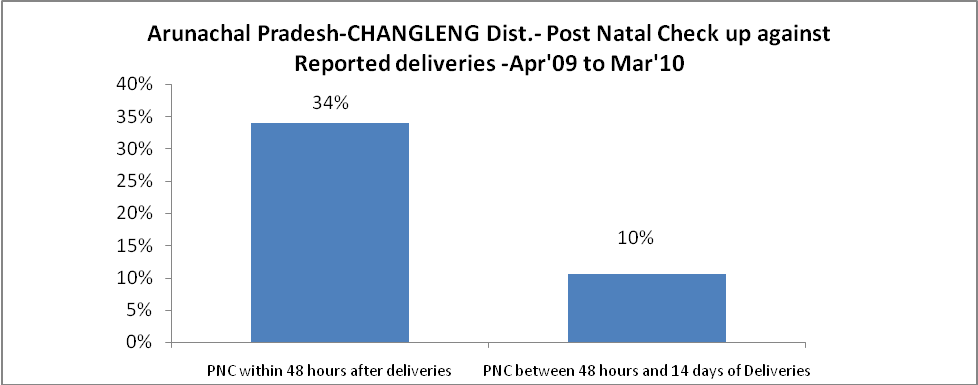 Arunachal Pradesh-CHANGLENG Dist.- Post Natal Check up against
Reported deliveries -Apr'09 to Mar'10
40%
35%
30%
25%
20%
15%
10%
5%
0%
34%
10%
PNC within 48 hours after deliveries
PNC between 48 hours and 14 days of Deliveries